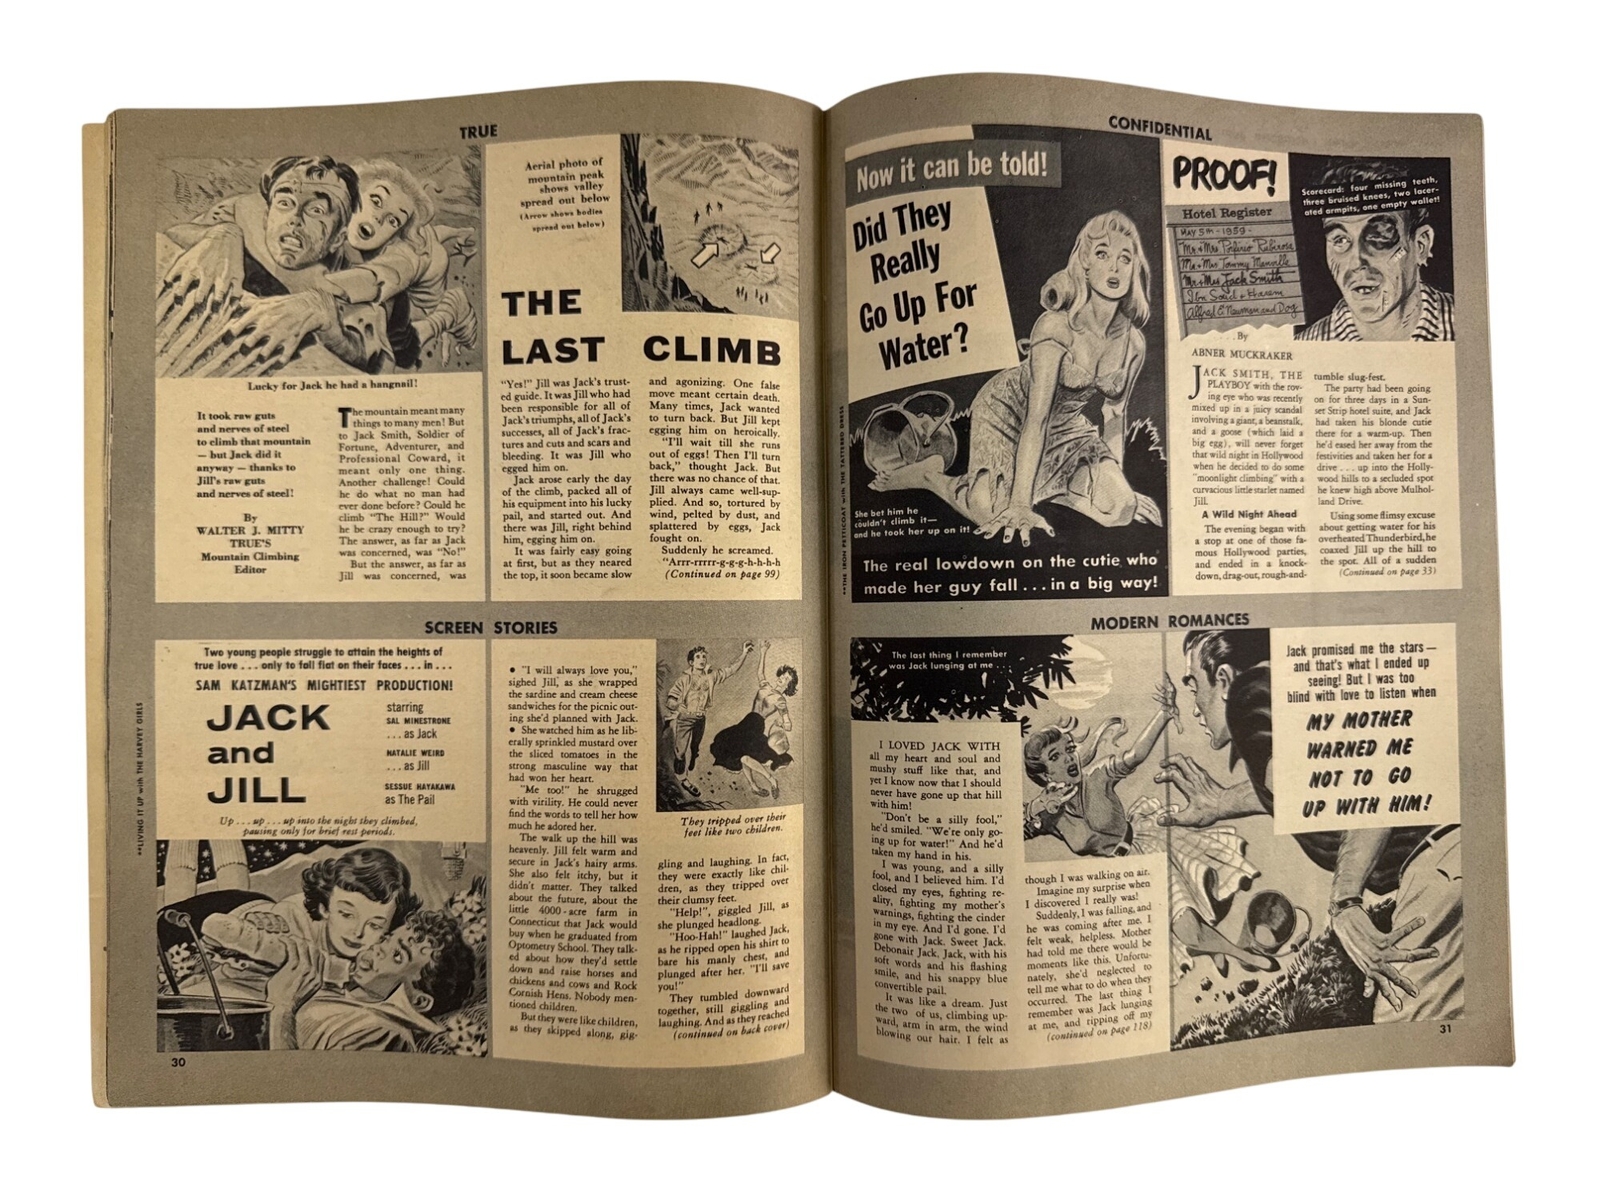 TRUE
Lucky for Jack he had a hangnail!
It took raw guts
and nerves of steel
to climb that mountain
— but Jack did it
anyway — thanks to
Jill's raw guts
and nerves of steel!
By
WALTER J. MITTY
TRUE'S
Mountain Climbing
Editor
The mountain meant many
things to many men! But
to Jack Smith, Soldier of
Fortune, Adventurer, and
Professional Coward, it
meant only one thing.
Another challenge! Could
he do what no man had
ever done before? Could he
climb "The Hill?" Would
he be crazy enough to try?
The answer, as far as Jack
was concerned, was "No!"
But the answer, as far as
Jill was concerned, was
Aerial photo of
mountain peak
shows valley
spread out below
(Arrow shows bodies
spread out below)
THE
LAST CLIMB
"Yes!" Jill was Jack's trust-
ed guide. It was Jill who had
been responsible for all of
Jack's triumphs, all of Jack's
successes, all of Jack's frac-
tures and cuts and scars and
bleeding. It was Jill who
egged him on.
Jack arose early the day
of the climb, packed all of
his equipment into his lucky
pail, and started out. And
there was Jill, right behind
him, egging him on.
It was fairly easy going
at first, but as they neared
the top, it soon became slow
and agonizing. One false
move meant certain death.
Many times, Jack wanted
to turn back. But Jill kept
egging him on heroically.
"I'll wait till she runs
out of eggs! Then I'll turn
back," thought Jack. But
there was no chance of that.
Jill always came well-sup-
plied. And so, tortured by
wind, pelted by dust, and
splattered by eggs, Jack
fought on.
Suddenly he screamed.
"Arrr-rrrrr-g-g-g-h-h-h-h
(Continued on page 99)
SCREEN STORIES
Two young people struggle to attain the heights of
true love . . . only to fall flat on their faces . . . in . . .
SAM KATZMAN'S MIGHTIEST PRODUCTION!
JACK
and
JILL
starring
SAL MINESTRONE
. . . as Jack
NATALIE WEIRD
. . . as Jill
SESSUE HAYAKAWA
as The Pail
Up . . . up . . . up into the night they climbed,
pausing only for brief rest periods.
**LIVING IT UP with THE HARVEY GIRLS
• "I will always love you,"
sighed Jill, as she wrapped
the sardine and cream cheese
sandwiches for the picnic out-
ing she'd planned with Jack.
• She watched him as he lib-
erally sprinkled mustard over
the sliced tomatoes in the
strong masculine way that
had won her heart.
"Me too!" he shrugged
with virility. He could never
find the words to tell her how
much he adored her.
The walk up the hill was
heavenly. Jill felt warm and
secure in Jack's hairy arms.
She also felt itchy, but it
didn't matter. They talked
about the future, about the
little 4000-acre farm in
Connecticut that Jack would
buy when he graduated from
Optometry School. They talk-
ed about how they'd settle
down and raise horses and
chickens and cows and Rock
Cornish Hens. Nobody men-
tioned children.
But they were like children,
as they skipped along, gig-
They tripped over their
feet like two children.
gling and laughing. In fact,
they were exactly like chil-
dren, as they tripped over
their clumsy feet.
"Help!", giggled Jill, as
she plunged headlong.
"Hoo-Hah!" laughed Jack,
as he ripped open his shirt to
bare his manly chest, and
plunged after her. "I'll save
you!"
They tumbled downward
together, still giggling and
laughing. And as they reached
(continued on back cover)
30
CONFIDENTIAL
Now it can be told!
Did They
Really
Go Up For
Water?
She bet him he
couldn't climb it—
and he took her up on it!
The real lowdown on the cutie who
made her guy fall . . . in a big way!
**THE IRON PETTICOAT with THE TATTERED DRESS
PROOF!
Hotel Register
MAY 5th - 1959 -
Mr. & Mrs Porfirio Rubirosa
Mr. & Mrs Tommy Manville
Mr & Mrs Jack Smith
Ibn Saud & Harem
Alfred E. Newman and Dog
Scorecard: four missing teeth,
three bruised knees, two lacer-
ated armpits, one empty wallet!
. . . . By
ABNER MUCKRAKER
JACK SMITH, THE
PLAYBOY with the rov-
ing eye who was recently
mixed up in a juicy scandal
involving a giant, a beanstalk,
and a goose (which laid a
big egg), will never forget
that wild night in Hollywood
when he decided to do some
"moonlight climbing" with a
curvacious little starlet named
Jill.
A Wild Night Ahead
The evening began with
a stop at one of those fa-
mous Hollywood parties,
and ended in a knock-
down, drag-out, rough-and-
tumble slug-fest.
The party had been going
on for three days in a Sun-
set Strip hotel suite, and Jack
had taken his blonde cutie
there for a warm-up. Then
he'd eased her away from the
festivities and taken her for a
drive . . . up into the Holly-
wood hills to a secluded spot
he knew high above Mulhol-
land Drive.
Using some flimsy excuse
about getting water for his
overheated Thunderbird, he
coaxed Jill up the hill to
the spot. All of a sudden
(Continued on page 33)
MODERN ROMANCES
The last thing I remember
was Jack lunging at me . . .
I LOVED JACK WITH
all my heart and soul and
mushy stuff like that, and
yet I know now that I should
never have gone up that hill
with him!
"Don't be a silly fool,"
he'd smiled. "We're only go-
ing up for water!" And he'd
taken my hand in his.
I was young, and a silly
fool, and I believed him. I'd
closed my eyes, fighting re-
ality, fighting my mother's
warnings, fighting the cinder
in my eye. And I'd gone. I'd
gone with Jack. Sweet Jack.
Debonair Jack. Jack, with his
soft words and his flashing
smile, and his snappy blue
convertible pail.
It was like a dream. Just
the two of us, climbing up-
ward, arm in arm, the wind
blowing our hair. I felt as
though I was walking on air.
Imagine my surprise when
I discovered I really was!
Suddenly, I was falling, and
he was coming after me. I
felt weak, helpless. Mother
had told me there would be
moments like this. Unfortu-
nately, she'd neglected to
tell me what to do when they
occurred. The last thing I
remember was Jack lunging
at me, and ripping off my
(continued on page 118)
Jack promised me the stars —
and that's what I ended up
seeing! But I was too
blind with love to listen when
MY MOTHER
WARNED ME
NOT TO GO
UP WITH HIM!
31